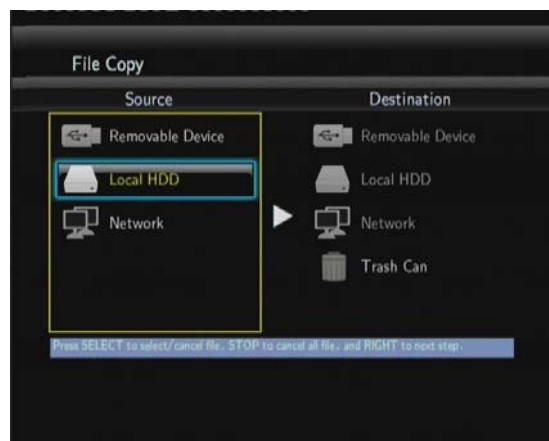 File Copy
Source
Destination
Removable Device
Removable Device
Local HDD
Local HDD
Network
Network
Trash Can
Press SELECT to select/cancel file, STOP to cancel all file, and RIGHT to next step.